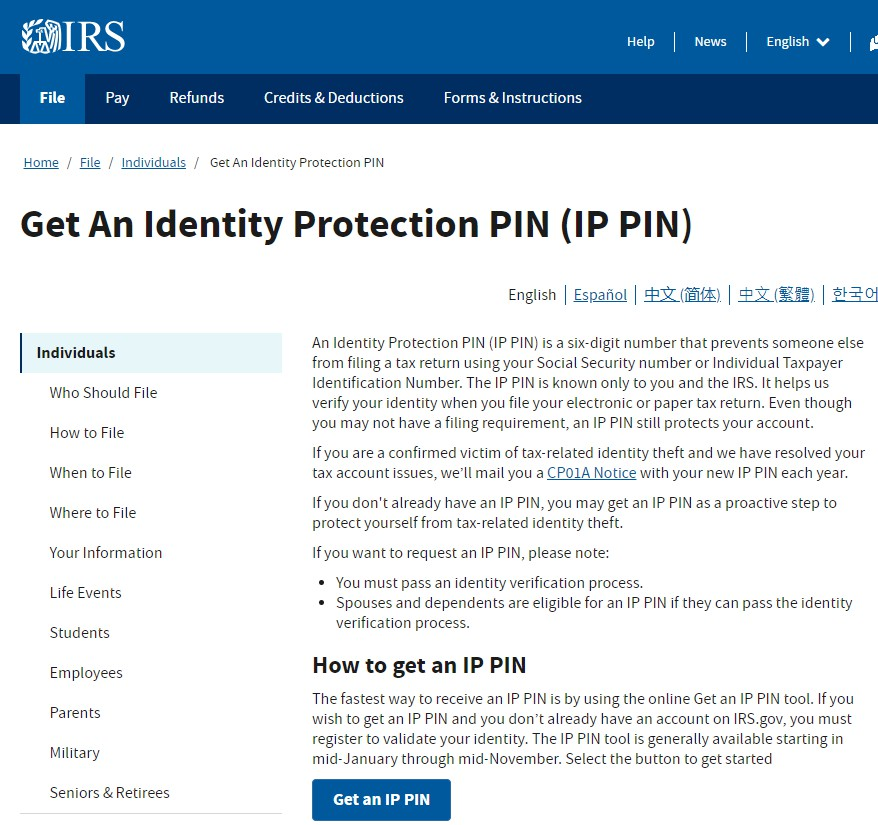 IRS
Help
News
English
File
Pay
Refunds
Credits & Deductions
Forms & Instructions
Home / File / Individuals / Get An Identity Protection PIN
Get An Identity Protection PIN (IP PIN)
English | Español | 中文 (简体) | 中文 (繁體) | 한국어
Individuals
Who Should File
How to File
When to File
Where to File
Your Information
Life Events
Students
Employees
Parents
Military
Seniors & Retirees
An Identity Protection PIN (IP PIN) is a six-digit number that prevents someone else
from filing a tax return using your Social Security number or Individual Taxpayer
Identification Number. The IP PIN is known only to you and the IRS. It helps us
verify your identity when you file your electronic or paper tax return. Even though
you may not have a filing requirement, an IP PIN still protects your account.
If you are a confirmed victim of tax-related identity theft and we have resolved your
tax account issues, we’ll mail you a CP01A Notice with your new IP PIN each year.
If you don't already have an IP PIN, you may get an IP PIN as a proactive step to
protect yourself from tax-related identity theft.
If you want to request an IP PIN, please note:
• You must pass an identity verification process.
• Spouses and dependents are eligible for an IP PIN if they can pass the identity
verification process.
How to get an IP PIN
The fastest way to receive an IP PIN is by using the online Get an IP PIN tool. If you
wish to get an IP PIN and you don’t already have an account on IRS.gov, you must
register to validate your identity. The IP PIN tool is generally available starting in
mid-January through mid-November. Select the button to get started
Get an IP PIN